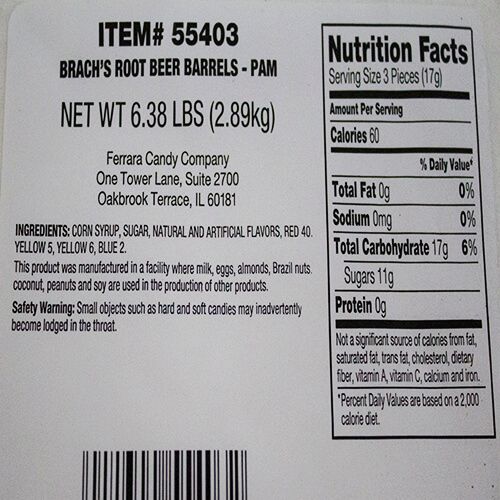 ITEM# 55403
BRACH'S ROOT BEER BARRELS - PAM
NET WT 6.38 LBS (2.89kg)
Ferrara Candy Company
One Tower Lane, Suite 2700
Oakbrook Terrace, IL 60181
INGREDIENTS: CORN SYRUP, SUGAR, NATURAL AND ARTIFICIAL FLAVORS, RED 40,
YELLOW 5, YELLOW 6, BLUE 2.
This product was manufactured in a facility where milk, eggs, almonds, Brazil nuts,
coconut, peanuts and soy are used in the production of other products.
Safety Warning: Small objects such as hard and soft candies may inadvertently
become lodged in the throat.
Nutrition Facts
Serving Size 3 Pieces (17g)
Amount Per Serving
Calories 60
% Daily Value*
Total Fat 0g 0%
Sodium 0mg 0%
Total Carbohydrate 17g 6%
Sugars 11g
Protein 0g
Not a significant source of calories from fat,
saturated fat, trans fat, cholesterol, dietary
fiber, vitamin A, vitamin C, calcium and iron.
*Percent Daily Values are based on a 2,000
calorie diet.